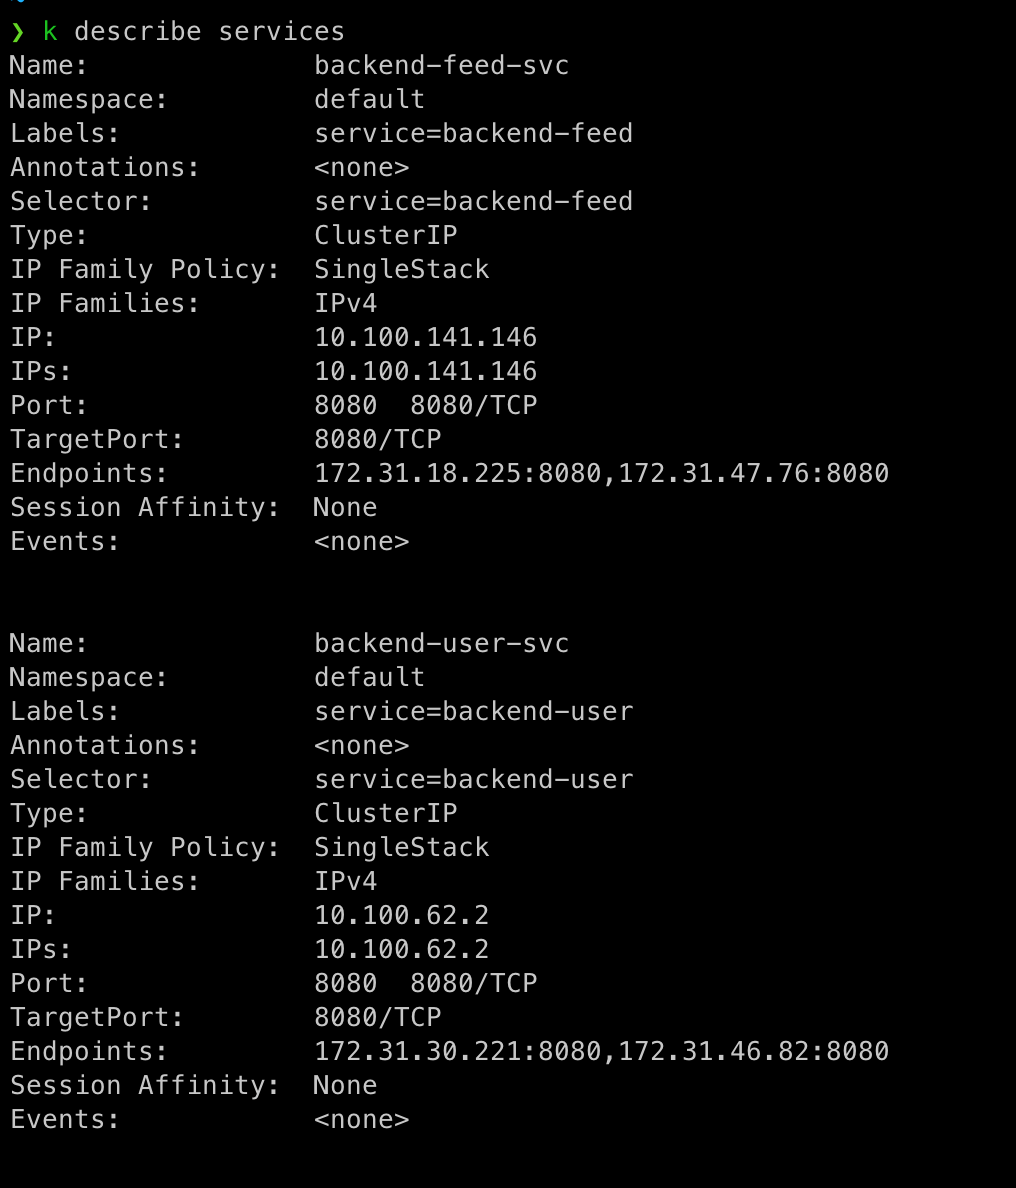 ❯ k describe services
Name:              backend-feed-svc
Namespace:         default
Labels:            service=backend-feed
Annotations:       <none>
Selector:          service=backend-feed
Type:              ClusterIP
IP Family Policy:  SingleStack
IP Families:       IPv4
IP:                10.100.141.146
IPs:               10.100.141.146
Port:              8080  8080/TCP
TargetPort:        8080/TCP
Endpoints:         172.31.18.225:8080,172.31.47.76:8080
Session Affinity:  None
Events:            <none>
Name:              backend-user-svc
Namespace:         default
Labels:            service=backend-user
Annotations:       <none>
Selector:          service=backend-user
Type:              ClusterIP
IP Family Policy:  SingleStack
IP Families:       IPv4
IP:                10.100.62.2
IPs:               10.100.62.2
Port:              8080  8080/TCP
TargetPort:        8080/TCP
Endpoints:         172.31.30.221:8080,172.31.46.82:8080
Session Affinity:  None
Events:            <none>